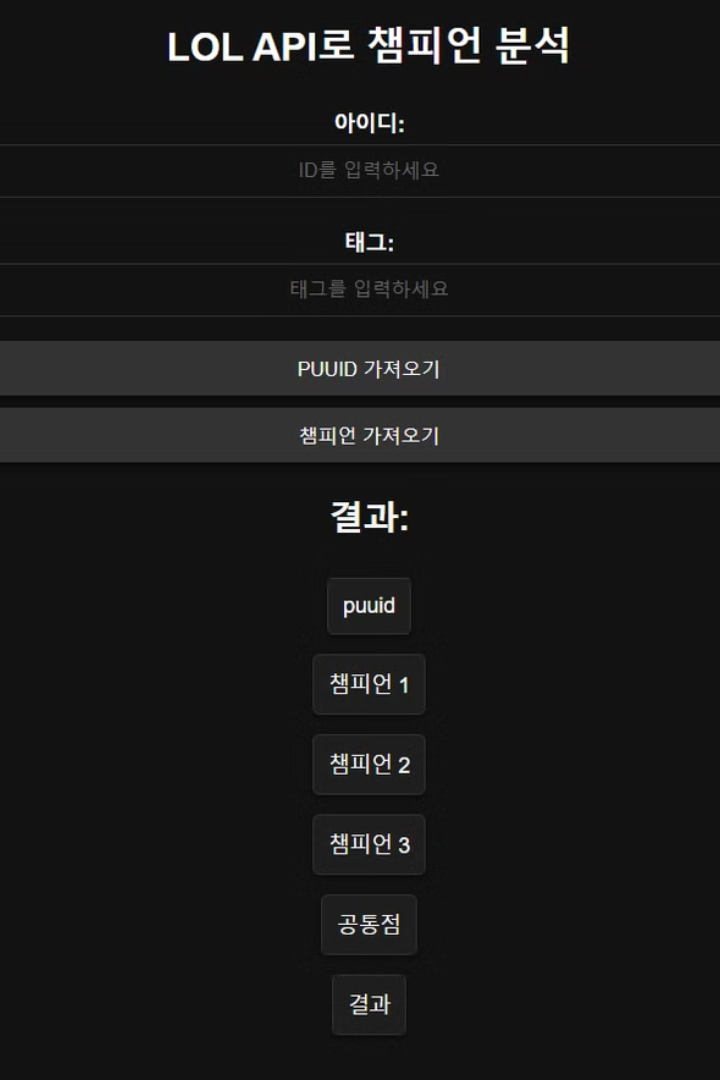 LOL API로 챔피언 분석
아이디:
ID를 입력하세요
태그:
태그를 입력하세요
PUUID 가져오기
챔피언 가져오기
결과:
puuid
챔피언 1
챔피언 2
챔피언 3
공통점
결과